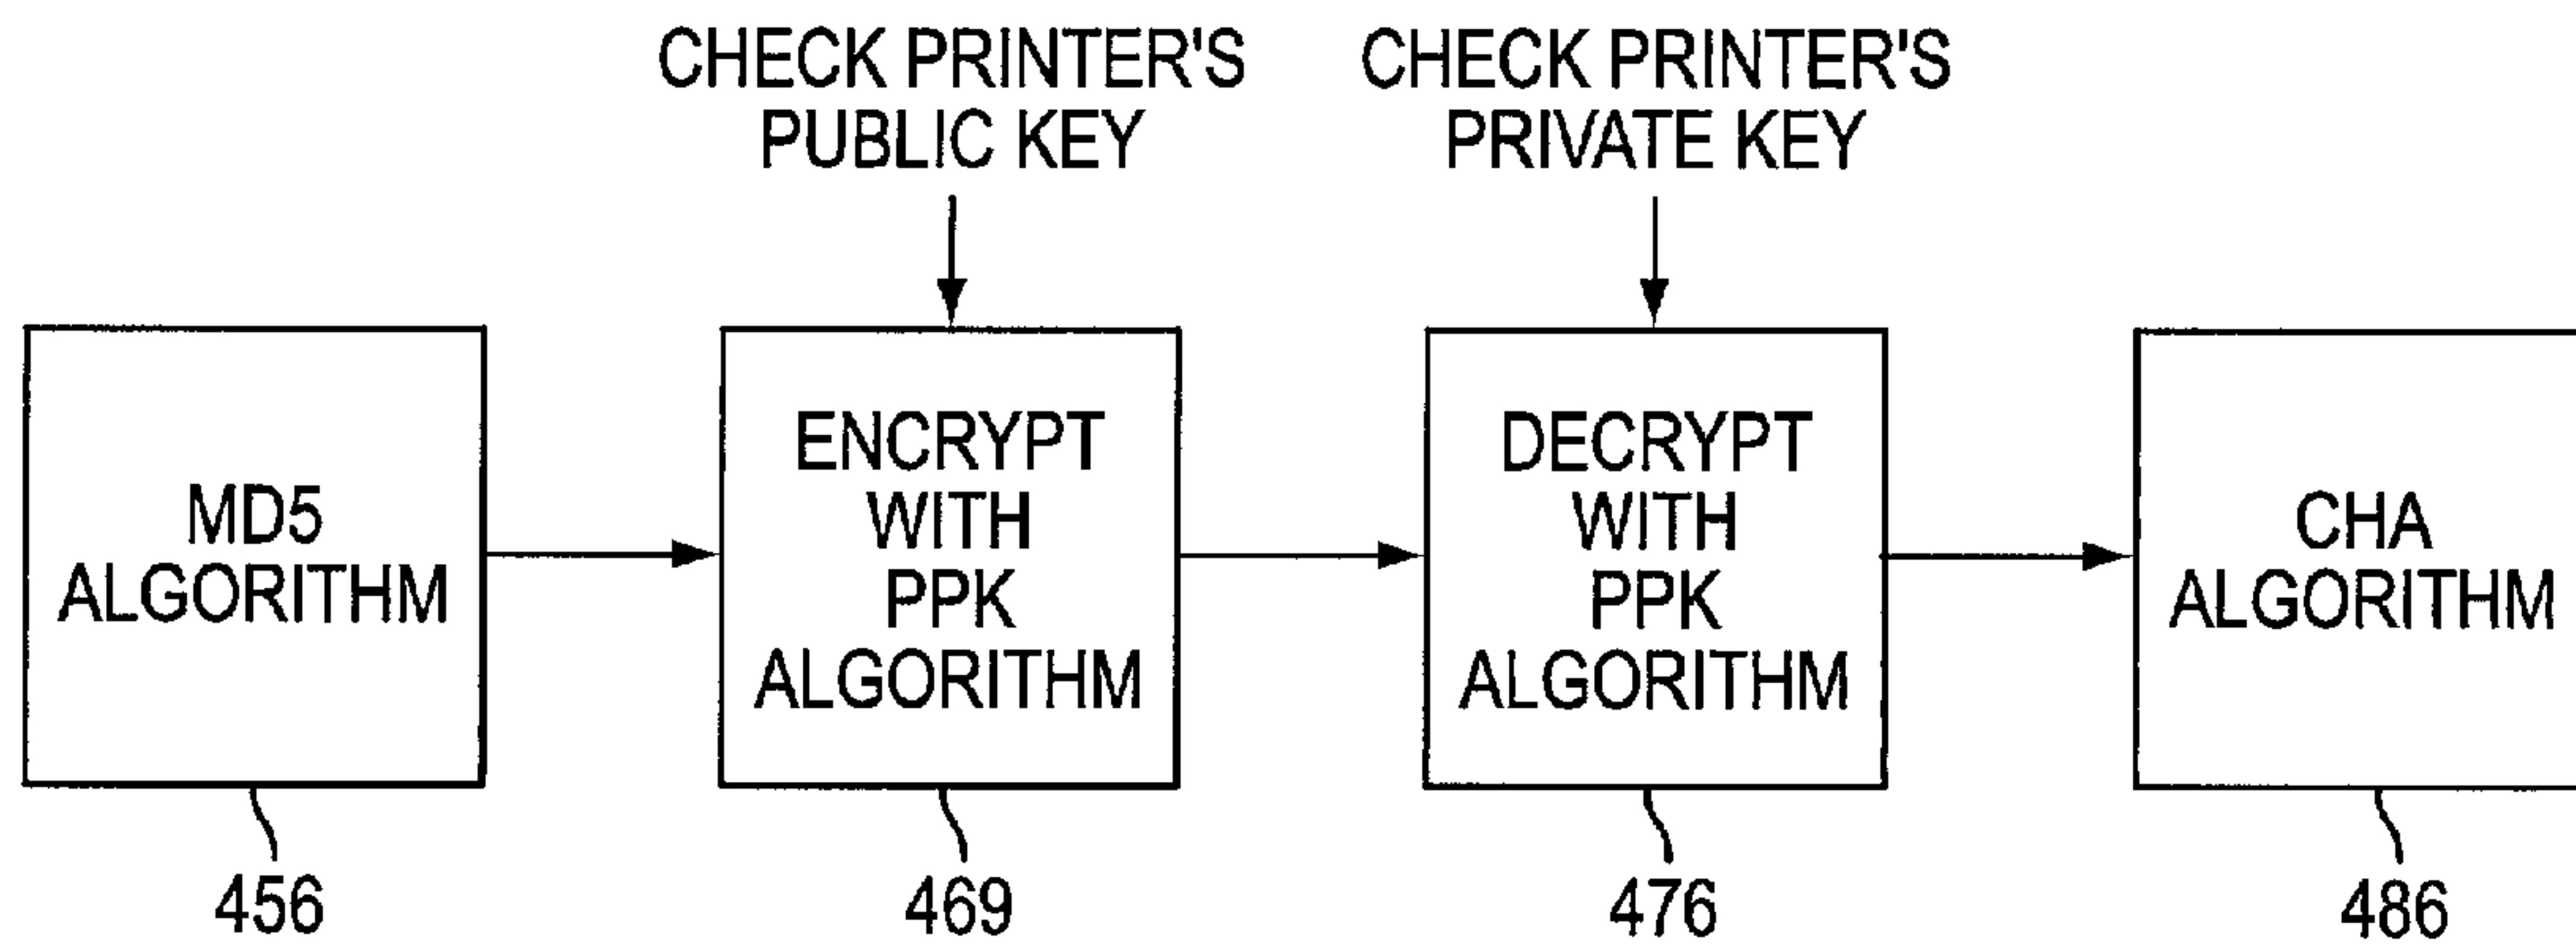 CHECK PRINTER'S
PUBLIC KEY
CHECK PRINTER'S
PRIVATE KEY
MD5
ALGORITHM
ENCRYPT
WITH
PPK
ALGORITHM
DECRYPT
WITH
PPK
ALGORITHM
CHA
ALGORITHM
456
469
476
486